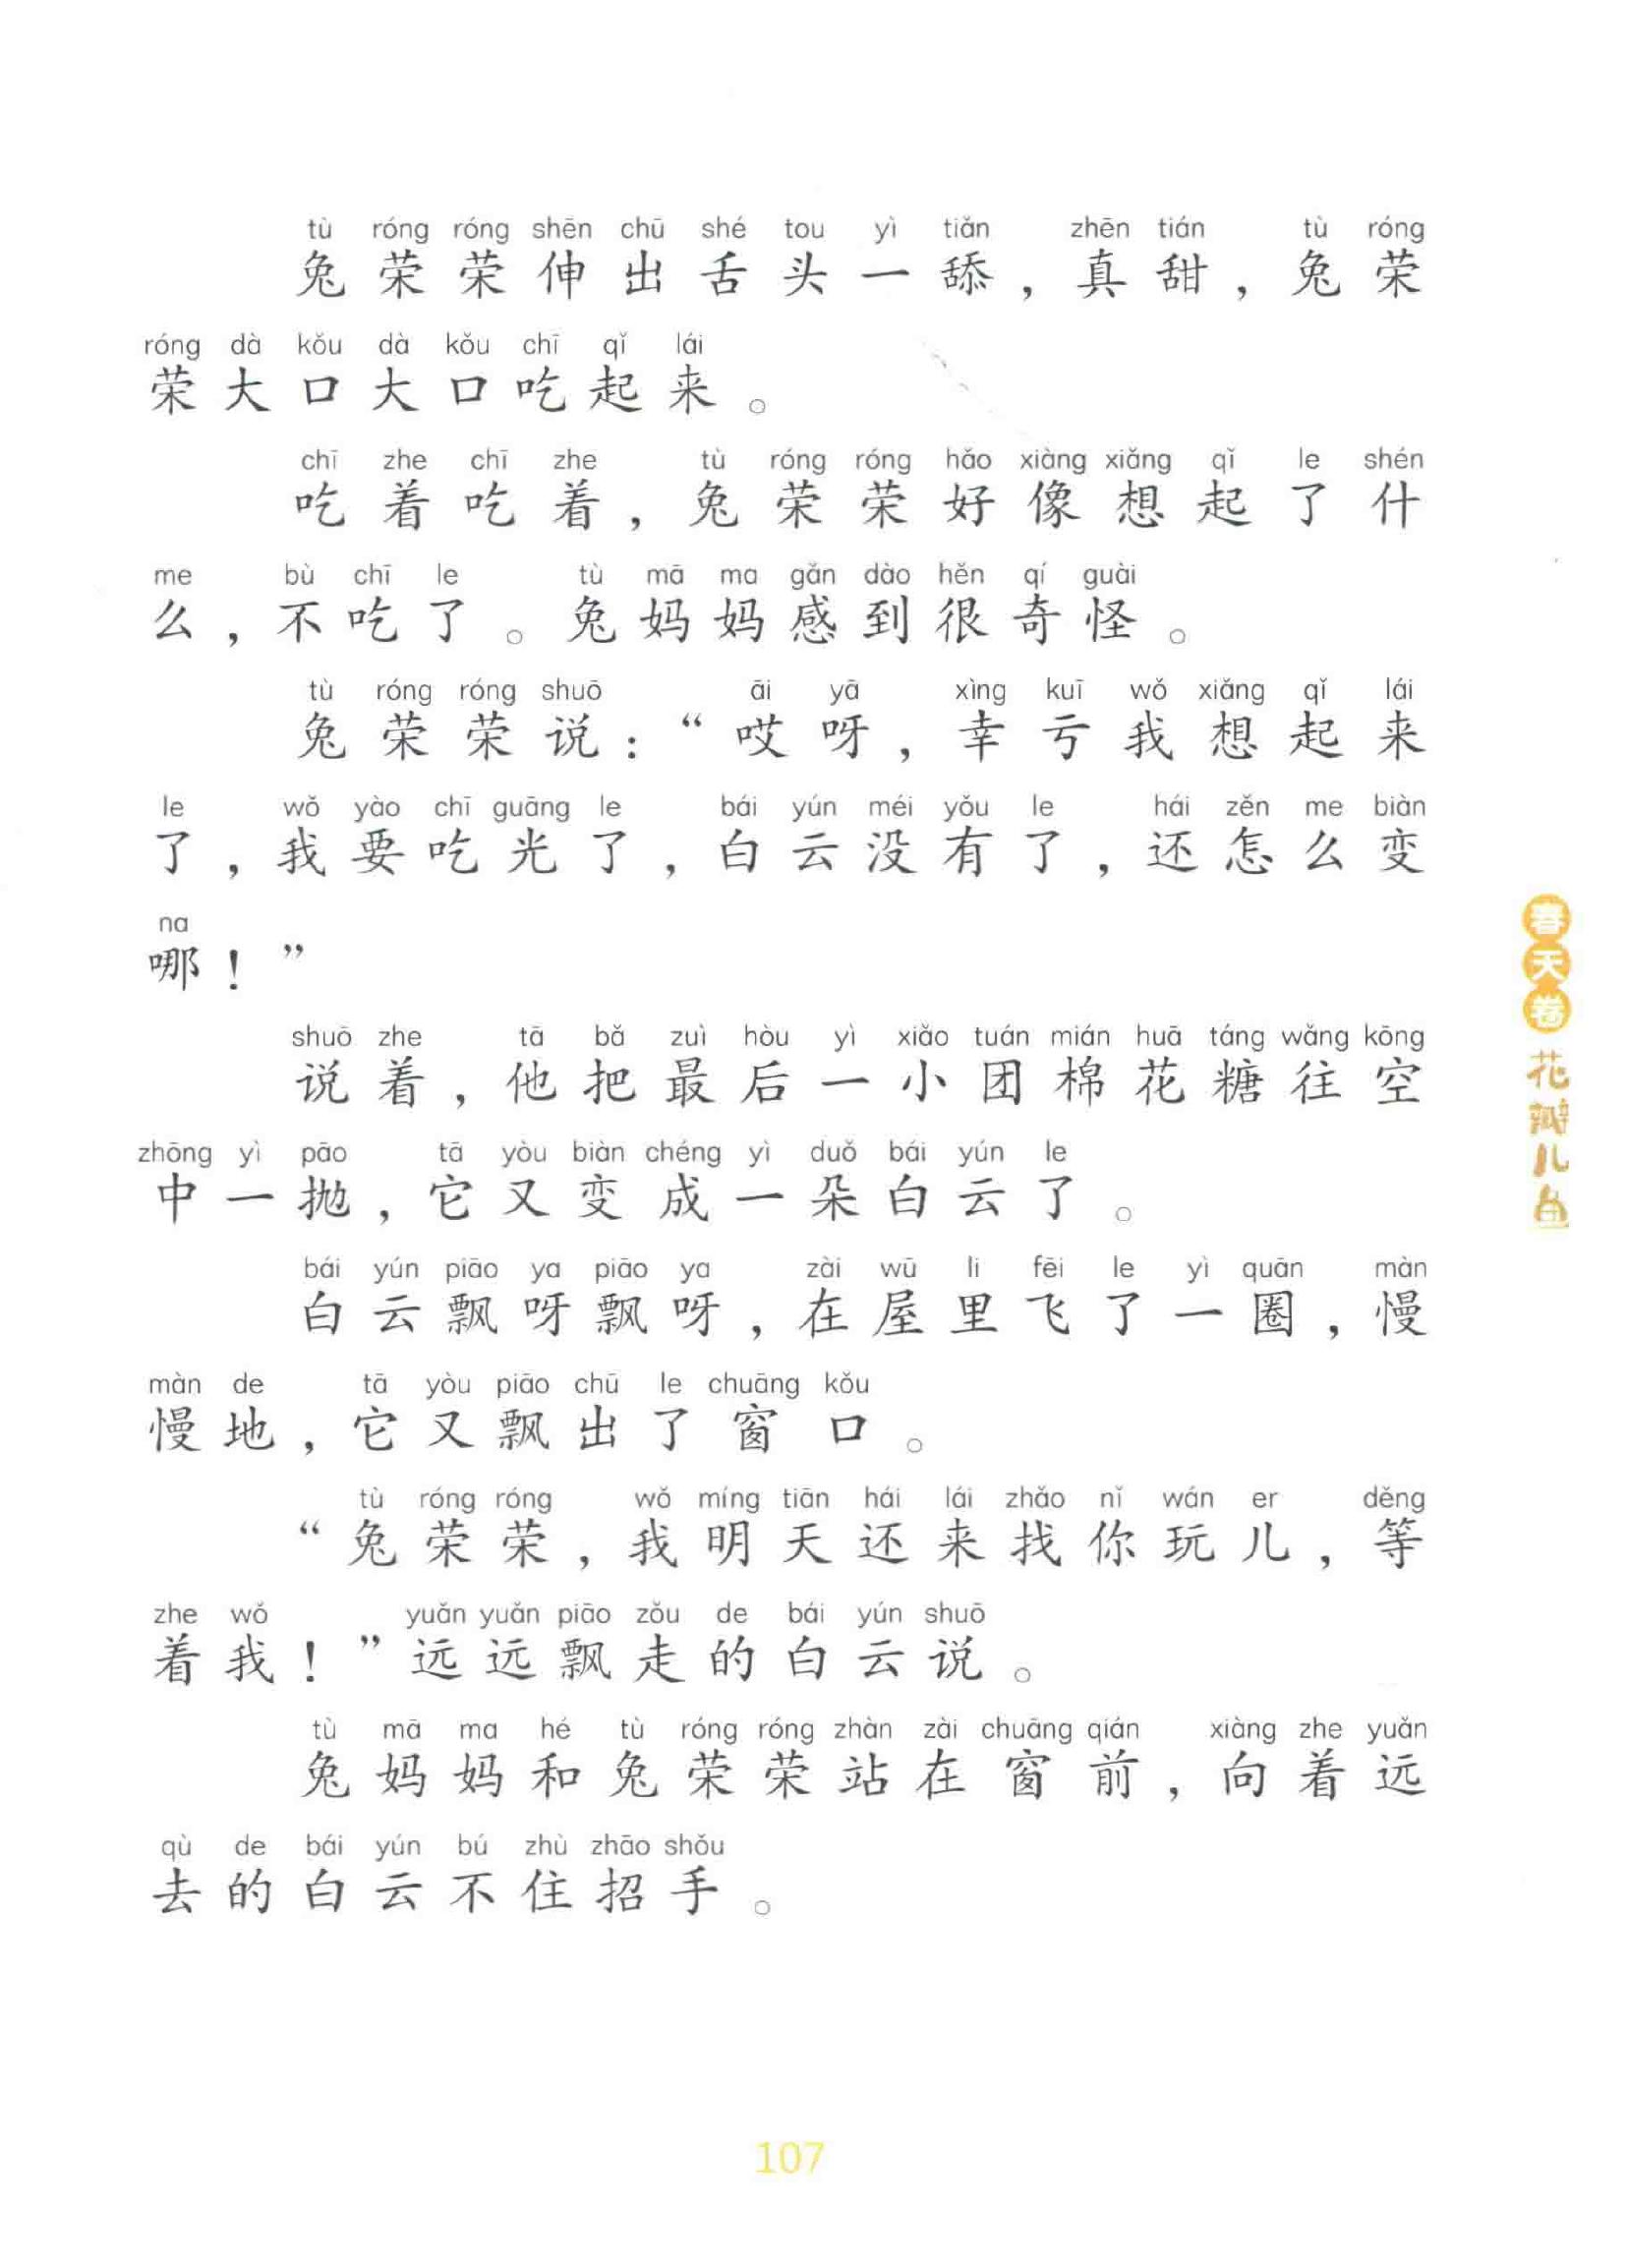 tù róng róng shēn chū shé tou yì tiǎn zhēn tián tù róng
兔荣荣伸出舌头一舔，真甜，兔荣
róng dà kǒu dà kǒu chī qǐ lái
荣大口大口吃起来。
chī zhe chī zhe tù róng róng hǎo xiàng xiǎng qǐ le shén
吃着吃着，兔荣荣好像想起了什
me bù chī le tù mā ma gǎn dào hěn qí guài
么，不吃了。兔妈妈感到很奇怪。
tù róng róng shuō āi yā xìng kuī wǒ xiǎng qǐ lái
兔荣荣说：“哎呀，幸亏我想起来
le wǒ yào chī guāng le bái yún méi yǒu le hái zěn me biàn
了，我要吃光了，白云没有了，还怎么变
na
哪！”
shuō zhe tā bǎ zuì hòu yì xiǎo tuán mián huā táng wǎng kōng
说着，他把最后一小团棉花糖往空
zhōng yì pāo tā yòu biàn chéng yì duǒ bái yún le
中一抛，它又变成一朵白云了。
bái yún piāo ya piāo ya zài wū li fēi le yì quān màn
白云飘呀飘呀，在屋里飞了一圈，慢
màn de tā yòu piāo chū le chuāng kǒu
慢地，它又飘出了窗口。
tù róng róng wǒ míng tiān hái lái zhǎo nǐ wán er děng
“兔荣荣，我明天还来找你玩儿，等
zhe wǒ yuǎn yuǎn piāo zǒu de bái yún shuō
着我！”远远飘走的白云说。
tù mā ma hé tù róng róng zhàn zài chuāng qián xiàng zhe yuǎn
兔妈妈和兔荣荣站在窗前，向着远
qù de bái yún bú zhù zhāo shǒu
去的白云不住招手。
春天卷 花瓣儿鱼
107